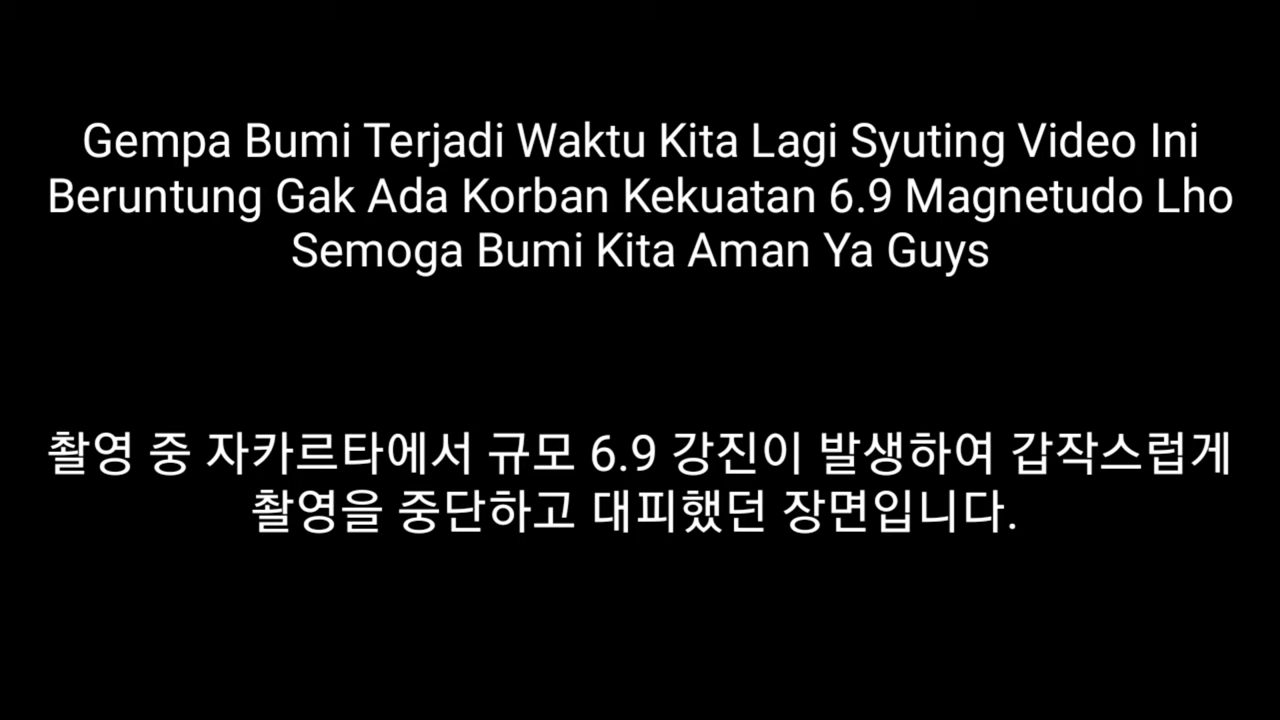 Gempa Bumi Terjadi Waktu Kita Lagi Syuting Video Ini
Beruntung Gak Ada Korban Kekuatan 6.9 Magnetudo Lho
Semoga Bumi Kita Aman Ya Guys
촬영 중 자카르타에서 규모 6.9 강진이 발생하여 갑작스럽게
촬영을 중단하고 대피했던 장면입니다.